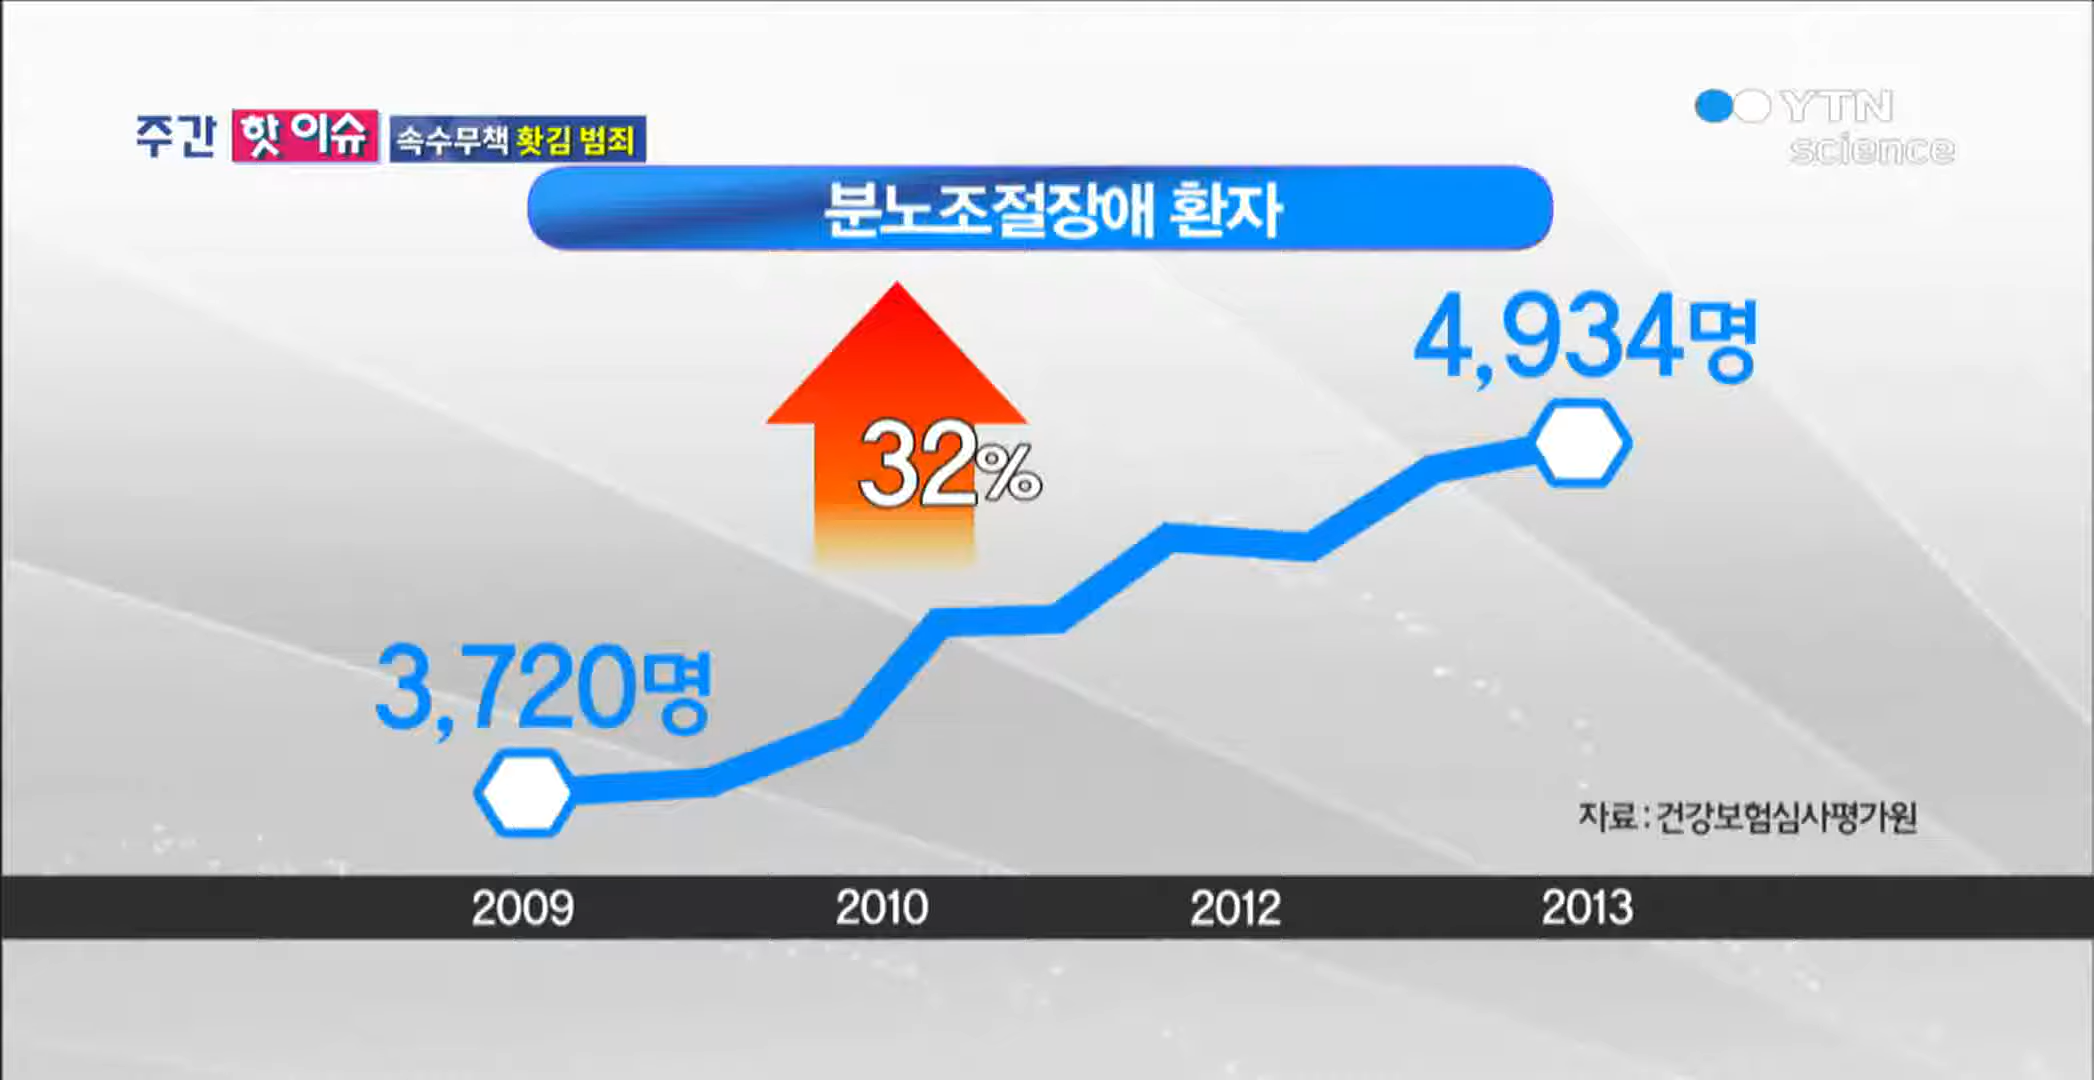 주간 핫 이슈 속수무책 홧김 범죄
YTN
science
분노조절장애 환자
4,934명
32%
3,720명
자료 : 건강보험심사평가원
2009 2010 2012 2013